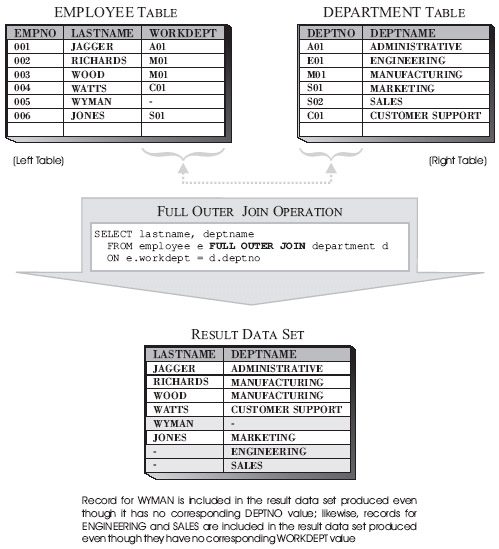 EMPLOYEE TABLE
EMPNO LASTNAME WORKDEPT
001 JAGGER A01
002 RICHARDS M01
003 WOOD M01
004 WATTS C01
005 WYMAN -
006 JONES S01
(Left Table)
DEPARTMENT TABLE
DEPTNO DEPTNAME
A01 ADMINISTRATIVE
E01 ENGINEERING
M01 MANUFACTURING
S01 MARKETING
S02 SALES
C01 CUSTOMER SUPPORT
(Right Table)
FULL OUTER JOIN OPERATION
SELECT lastname, deptname
FROM employee e FULL OUTER JOIN department d
ON e.workdept = d.deptno
RESULT DATA SET
LASTNAME DEPTNAME
JAGGER ADMINISTRATIVE
RICHARDS MANUFACTURING
WOOD MANUFACTURING
WATTS CUSTOMER SUPPORT
WYMAN -
JONES MARKETING
- ENGINEERING
- SALES
Record for WYMAN is included in the result data set produced even
though it has no corresponding DEPTNO value; likewise, records for
ENGINEERING and SALES are included in the result data set produced
even though they have no corresponding WORKDEPT value